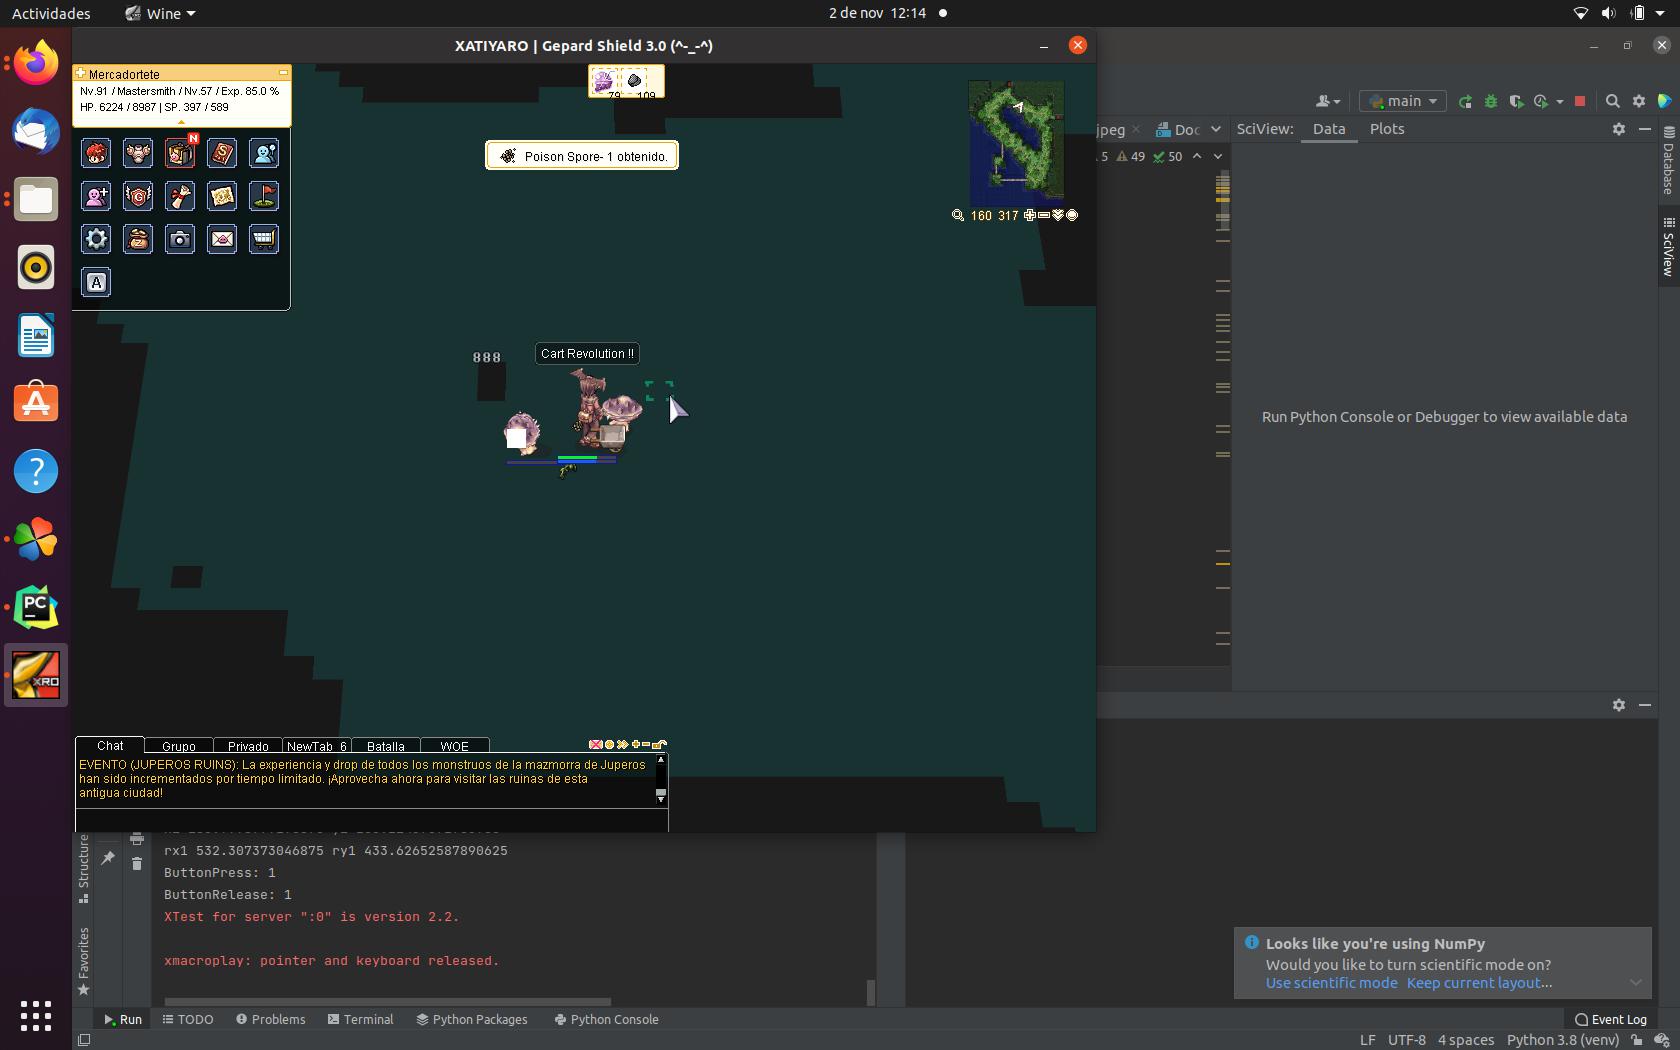 Actividades
Wine
2 de nov 12:14
XATIYARO | Gepard Shield 3.0 (^-_-^)
Mercadortete
Nv.91 / Mastersmith / Nv.57 / Exp. 85.0 %
HP. 6224 / 8987 | SP. 397 / 589
N
A
79 109
Poison Spore- 1 obtenido.
160 317
888
Cart Revolution !!
Chat Grupo Privado NewTab_6 Batalla WOE
EVENTO (JUPEROS RUINS): La experiencia y drop de todos los monstruos de la mazmorra de Juperos
han sido incrementados por tiempo limitado. ¡Aprovecha ahora para visitar las ruinas de esta
antigua ciudad!
main
jpeg Doc
SciView: Data Plots
5 49 50
Database
SciView
Run Python Console or Debugger to view available data
PC
XRO
rx1 532.307373046875 ry1 433.62652587890625
ButtonPress: 1
ButtonRelease: 1
XTest for server ":0" is version 2.2.
xmacroplay: pointer and keyboard released.
Structure
Favorites
Looks like you're using NumPy
Would you like to turn scientific mode on?
Use scientific mode Keep current layout...
Run TODO Problems Terminal Python Packages Python Console
Event Log
LF UTF-8 4 spaces Python 3.8 (venv)